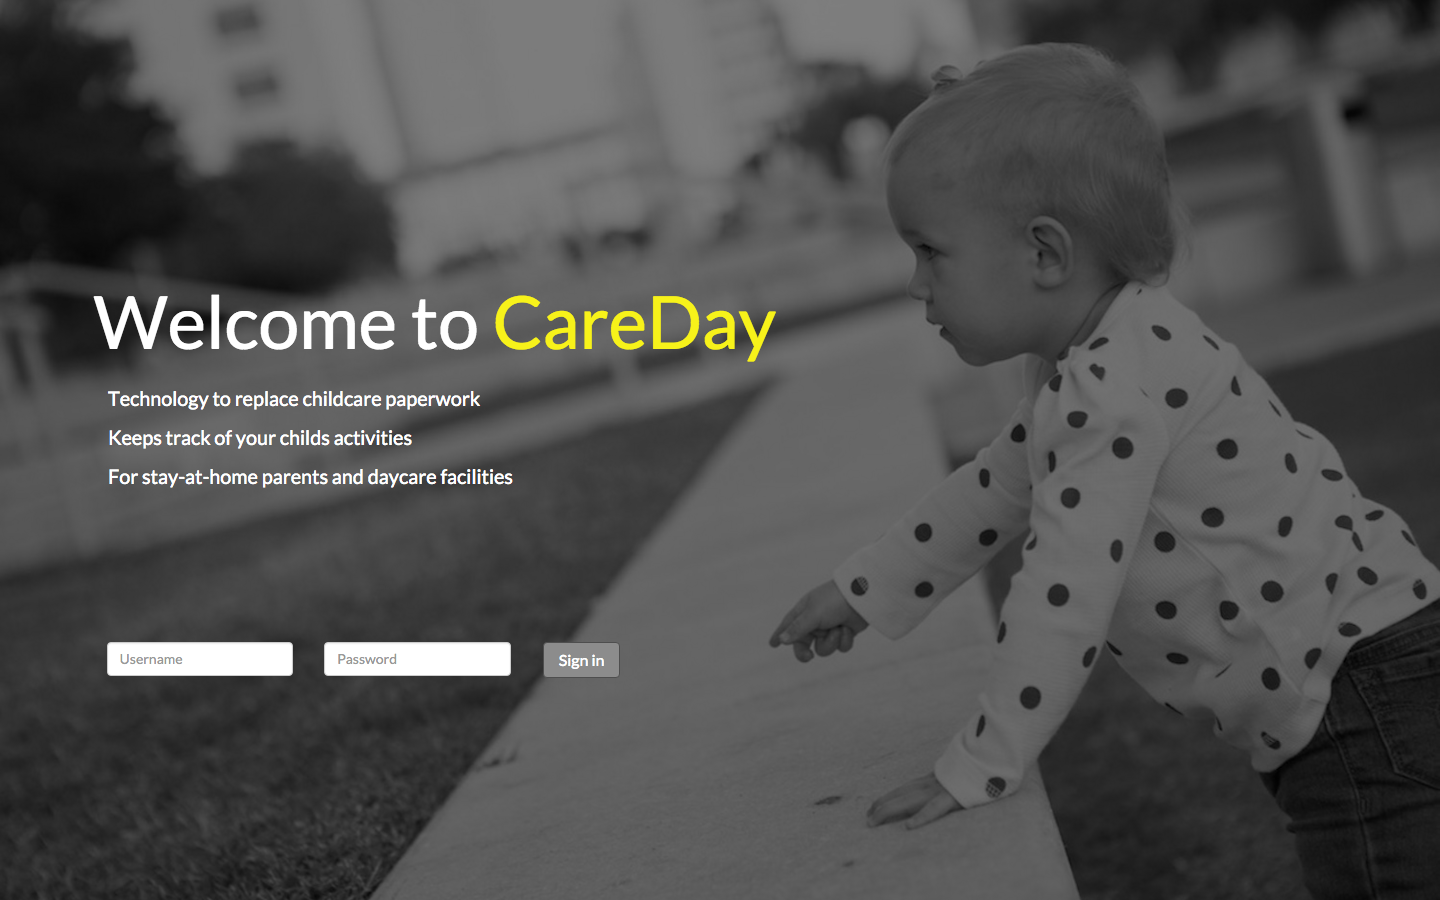 Welcome to CareDay
Technology to replace childcare paperwork
Keeps track of your childs activities
For stay-at-home parents and daycare facilities
Username Password Sign in